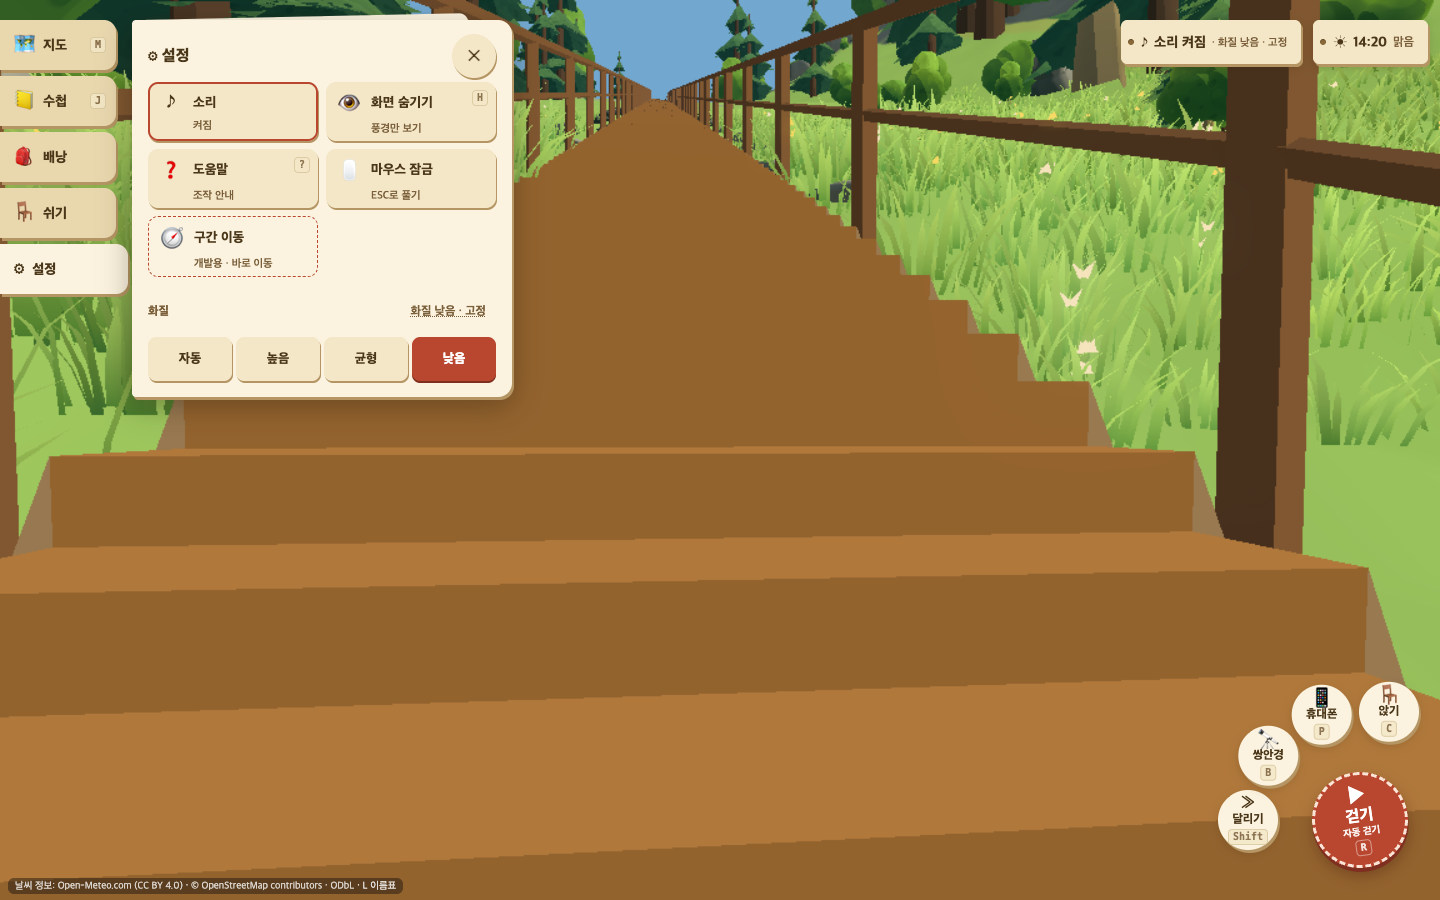 지도 M
수첩 J
배낭
쉬기
설정
설정
소리
켜짐
화면 숨기기 H
풍경만 보기
도움말 ?
조작 안내
마우스 잠금
ESC로 풀기
구간 이동
개발용 · 바로 이동
화질
화질 낮음 · 고정
자동
높음
균형
낮음
소리 켜짐 · 화질 낮음 · 고정
14:20 맑음
휴대폰
P
앉기
C
쌍안경
B
달리기
Shift
걷기
자동 걷기
R
날씨 정보: Open-Meteo.com (CC BY 4.0) · © OpenStreetMap contributors · ODbL · L 이름표